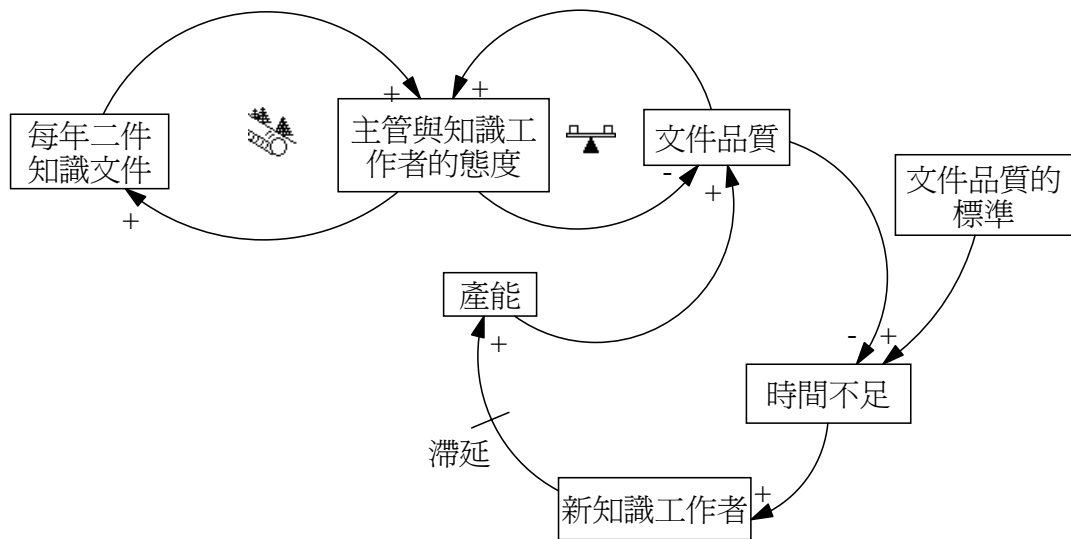 每年二件
知識文件
+
+
主管與知識工
作者的態度
+
-
文件品質
+
文件品質的
標準
產能
+
-
+
時間不足
滯延
新知識工作者
+